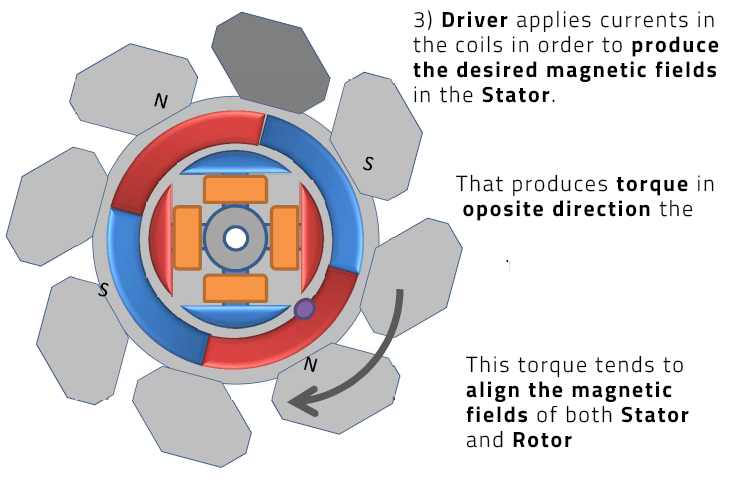 3) Driver applies currents in
the coils in order to produce
the desired magnetic fields
in the Stator.
N
S
That produces torque in
oposite direction the
S
N
This torque tends to
align the magnetic
fields of both Stator
and Rotor